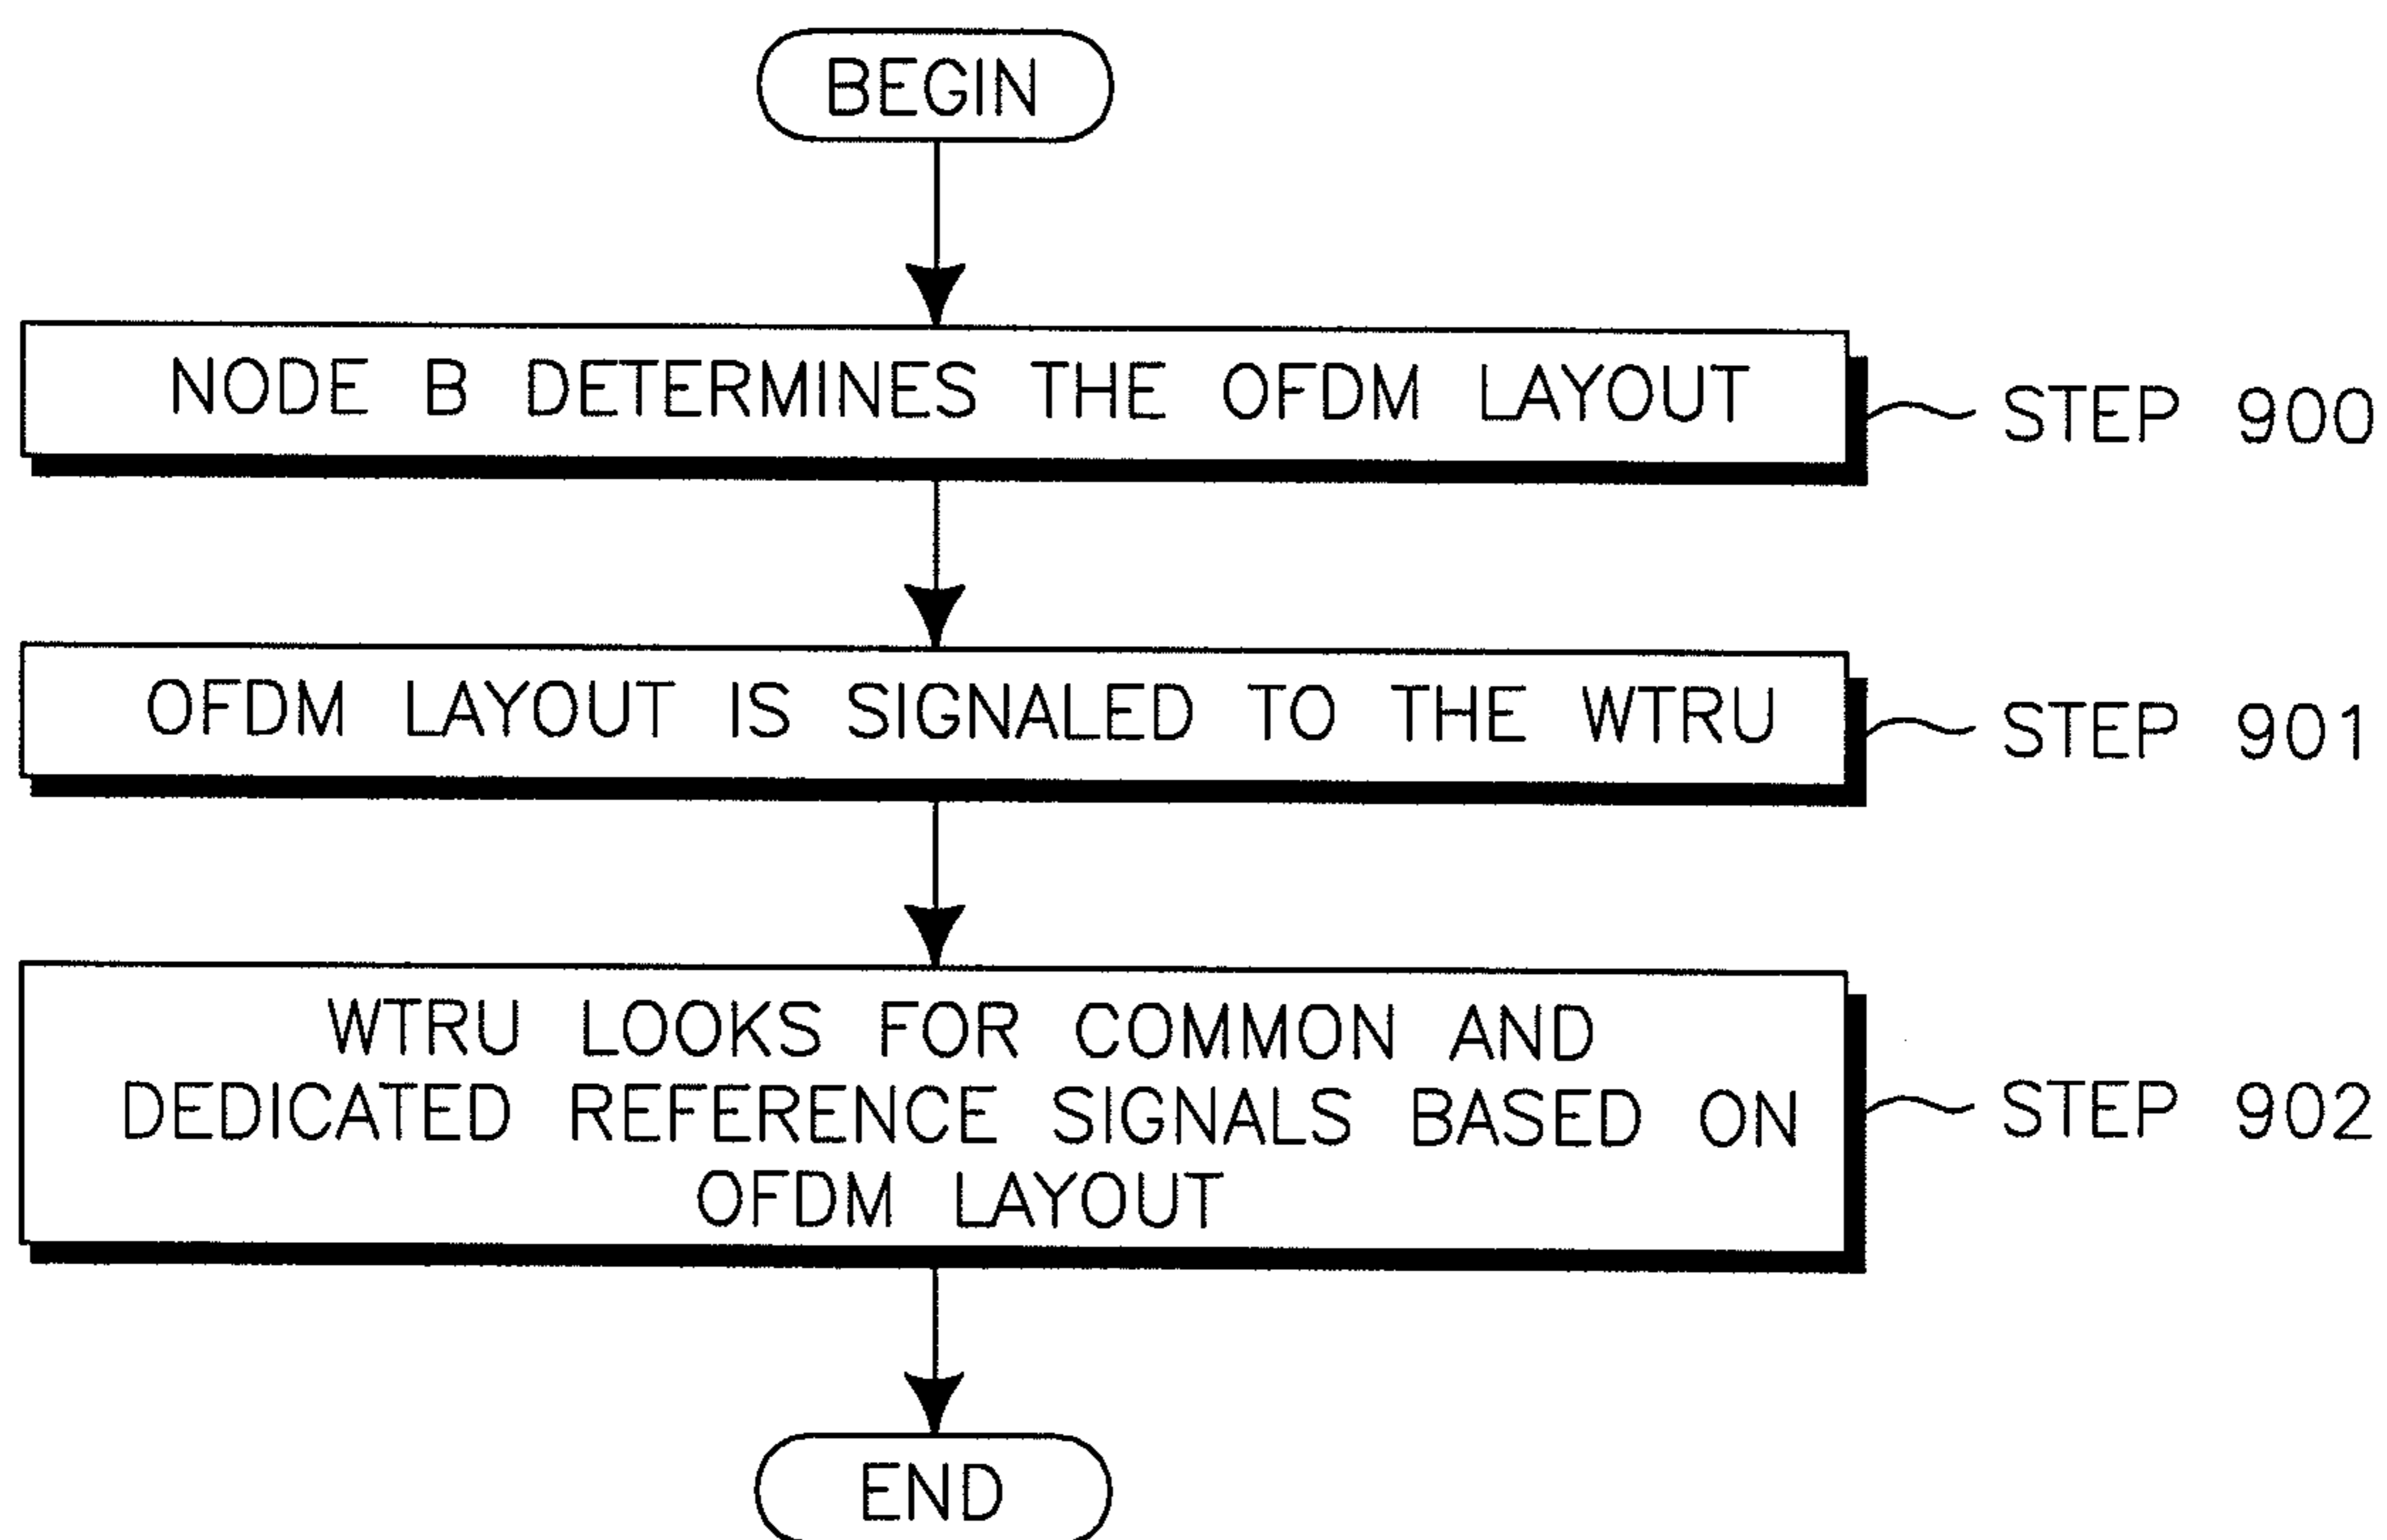 BEGIN
NODE B DETERMINES THE OFDM LAYOUT
STEP 900
OFDM LAYOUT IS SIGNALED TO THE WTRU
STEP 901
WTRU LOOKS FOR COMMON AND
DEDICATED REFERENCE SIGNALS BASED ON
OFDM LAYOUT
STEP 902
END